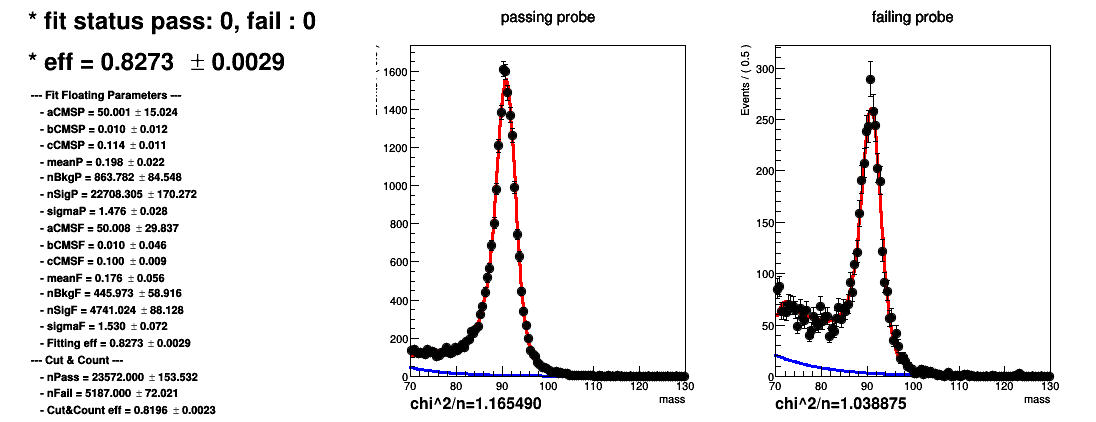 * fit status pass: 0, fail : 0
* eff = 0.8273 ± 0.0029
--- Fit Floating Parameters ---
- aCMSP = 50.001 ± 15.024
- bCMSP = 0.010 ± 0.012
- cCMSP = 0.114 ± 0.011
- meanP = 0.198 ± 0.022
- nBkgP = 863.782 ± 84.548
- nSigP = 22708.305 ± 170.272
- sigmaP = 1.476 ± 0.028
- aCMSF = 50.008 ± 29.837
- bCMSF = 0.010 ± 0.046
- cCMSF = 0.100 ± 0.009
- meanF = 0.176 ± 0.056
- nBkgF = 445.973 ± 58.916
- nSigF = 4741.024 ± 88.128
- sigmaF = 1.530 ± 0.072
- Fitting eff = 0.8273 ± 0.0029
--- Cut & Count ---
- nPass = 23572.000 ± 153.532
- nFail = 5187.000 ± 72.021
- Cut&Count eff = 0.8196 ± 0.0023
passing probe
1600
1400
1200
1000
800
600
400
200
0
70 80 90 100 110 120 130
mass
chi^2/n=1.165490
failing probe
Events / ( 0.5 )
300
250
200
150
100
50
0
70 80 90 100 110 120 130
mass
chi^2/n=1.038875